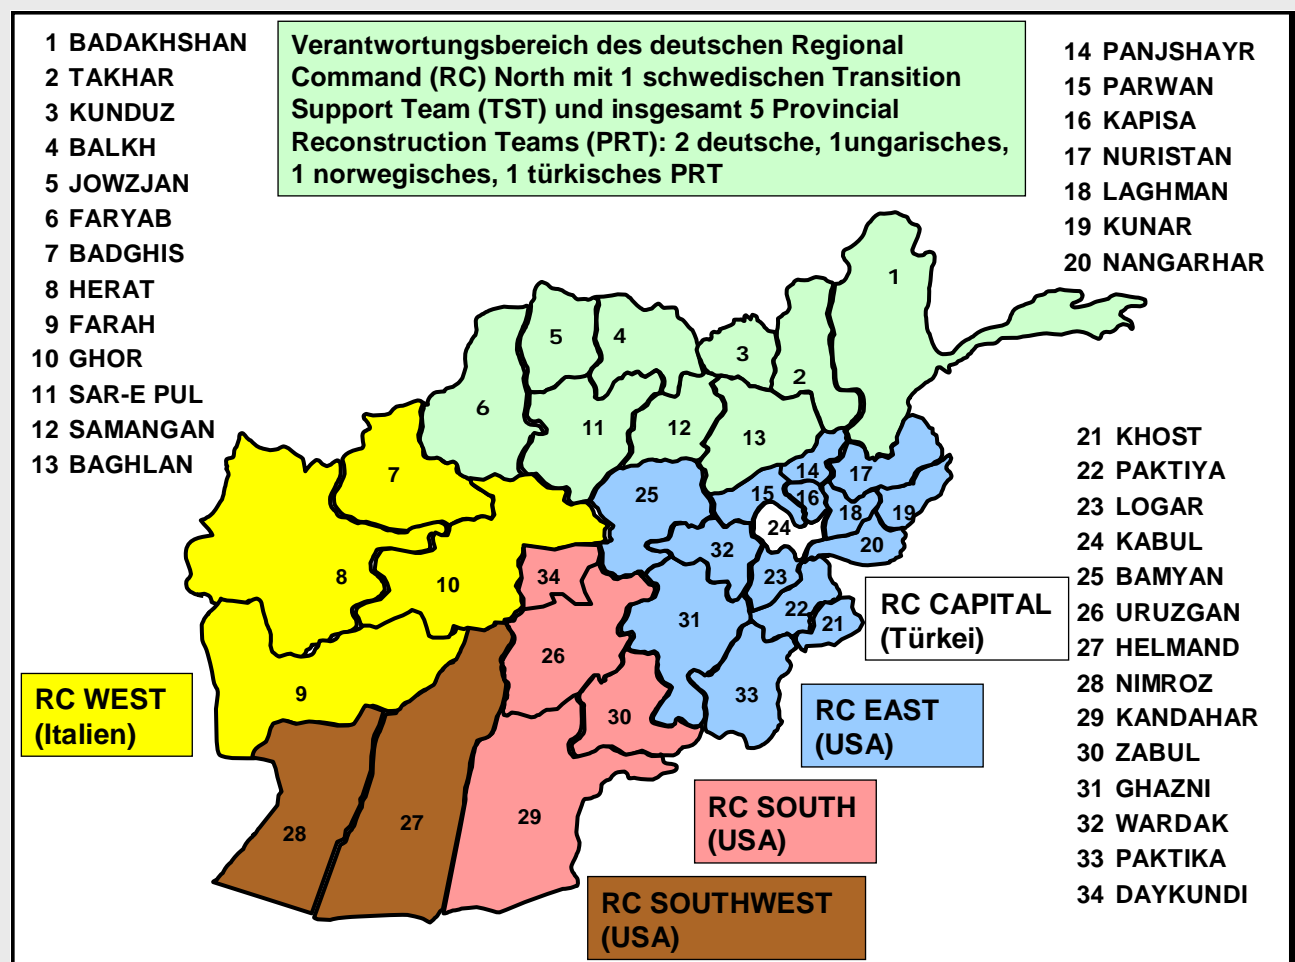 1 BADAKHSHAN
2 TAKHAR
3 KUNDUZ
4 BALKH
5 JOWZJAN
6 FARYAB
7 BADGHIS
8 HERAT
9 FARAH
10 GHOR
11 SAR-E PUL
12 SAMANGAN
13 BAGHLAN
Verantwortungsbereich des deutschen Regional
Command (RC) North mit 1 schwedischen Transition
Support Team (TST) und insgesamt 5 Provincial
Reconstruction Teams (PRT): 2 deutsche, 1ungarisches,
1 norwegisches, 1 türkisches PRT
14 PANJSHAYR
15 PARWAN
16 KAPISA
17 NURISTAN
18 LAGHMAN
19 KUNAR
20 NANGARHAR
21 KHOST
22 PAKTIYA
23 LOGAR
24 KABUL
25 BAMYAN
26 URUZGAN
27 HELMAND
28 NIMROZ
29 KANDAHAR
30 ZABUL
31 GHAZNI
32 WARDAK
33 PAKTIKA
34 DAYKUNDI
1
5
4
3
2
6
11
12
13
7
25
14
17
15
16
18
19
24
20
32
8
10
34
23
22
21
31
26
9
33
30
28
27
29
RC CAPITAL
(Türkei)
RC WEST
(Italien)
RC EAST
(USA)
RC SOUTH
(USA)
RC SOUTHWEST
(USA)